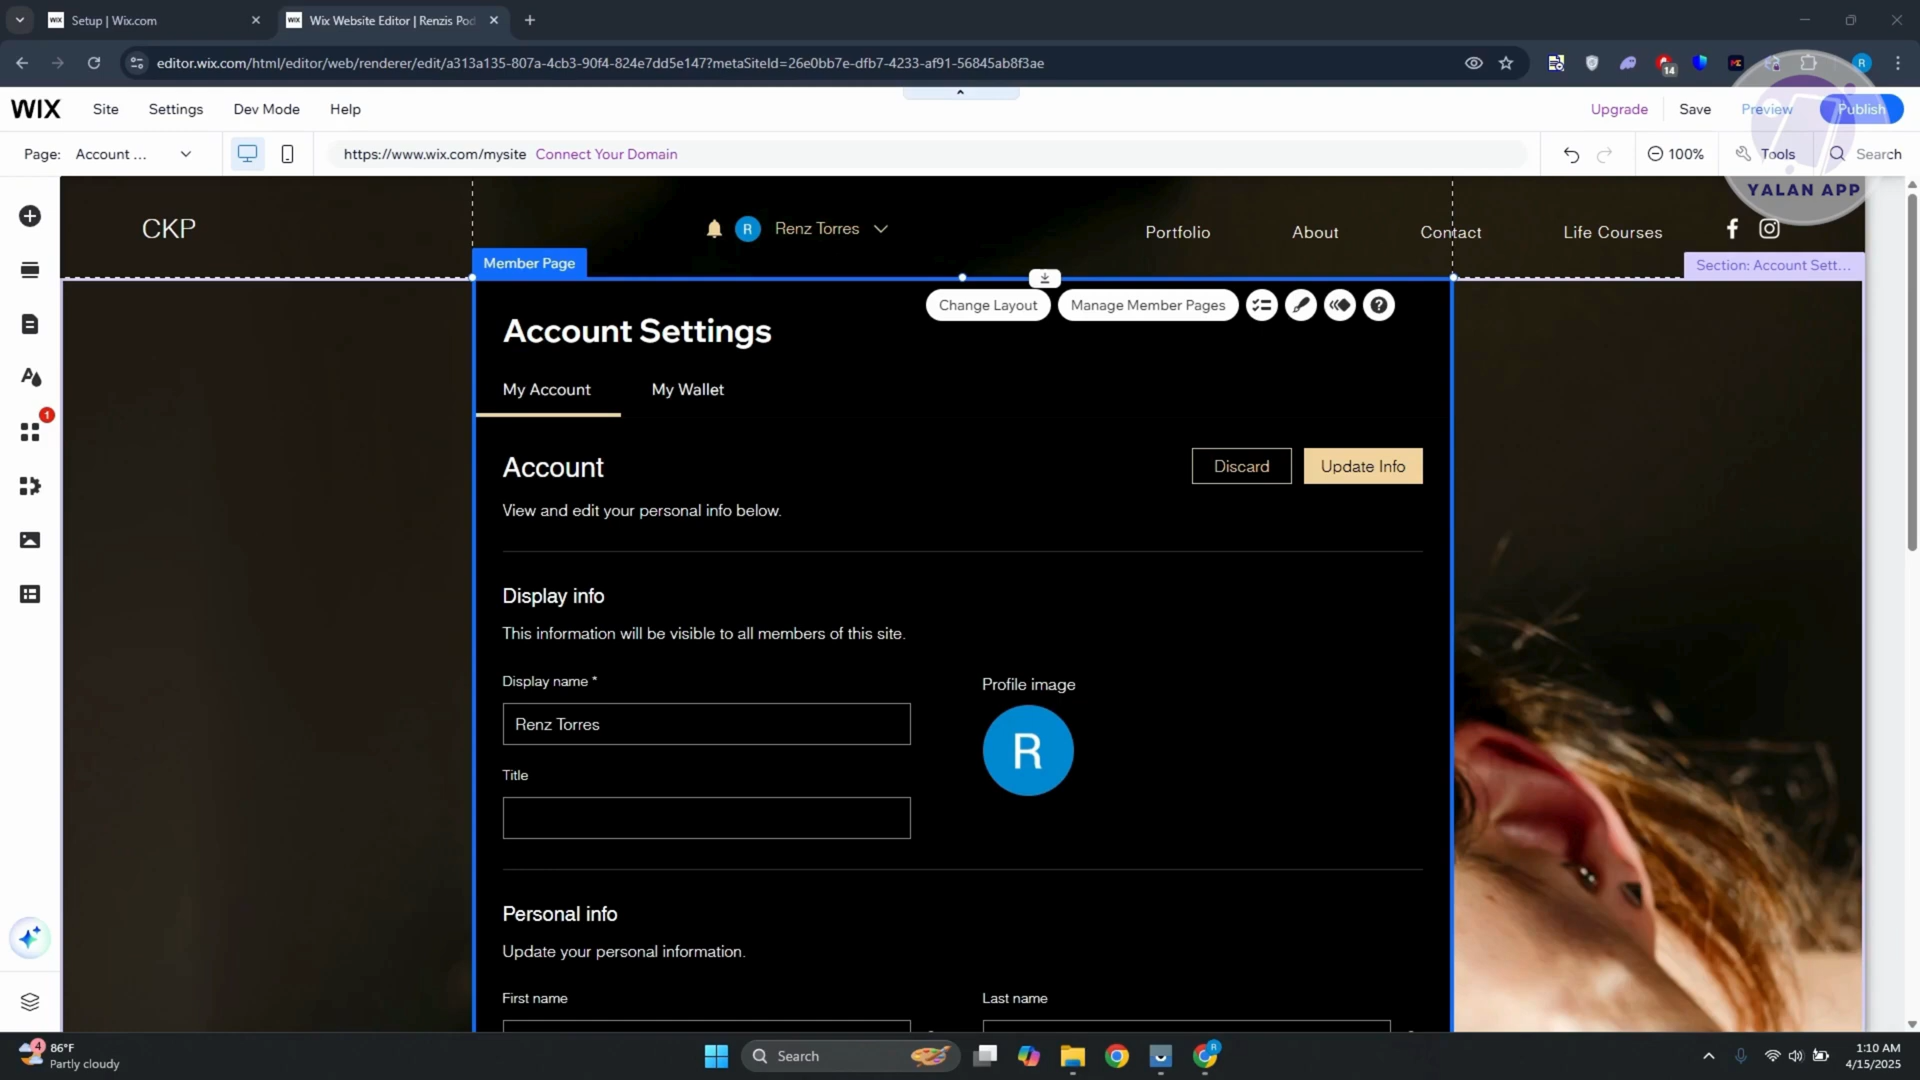 Setup | Wix.com
Wix Website Editor | Renzis Pod
editor.wix.com/html/editor/web/renderer/edit/a313a135-807a-4cb3-90f4-824e7dd5e147?metaSiteId=26e0bb7e-dfb7-4233-af91-56845ab8f3ae
14
R
WIX
Site
Settings
Dev Mode
Help
Upgrade
Save
Preview
Publish
Page:
Account ...
https://www.wix.com/mysite
Connect Your Domain
100%
Tools
Search
YALAN APP
CKP
R
Renz Torres
Portfolio
About
Contact
Life Courses
Member Page
Section: Account Sett...
Change Layout
Manage Member Pages
Account Settings
My Account
My Wallet
1
Account
Discard
Update Info
View and edit your personal info below.
Display info
This information will be visible to all members of this site.
Display name *
Renz Torres
Profile image
R
Title
Personal info
Update your personal information.
First name
Last name
4
86°F
Partly cloudy
Search
R
1:10 AM
4/15/2025